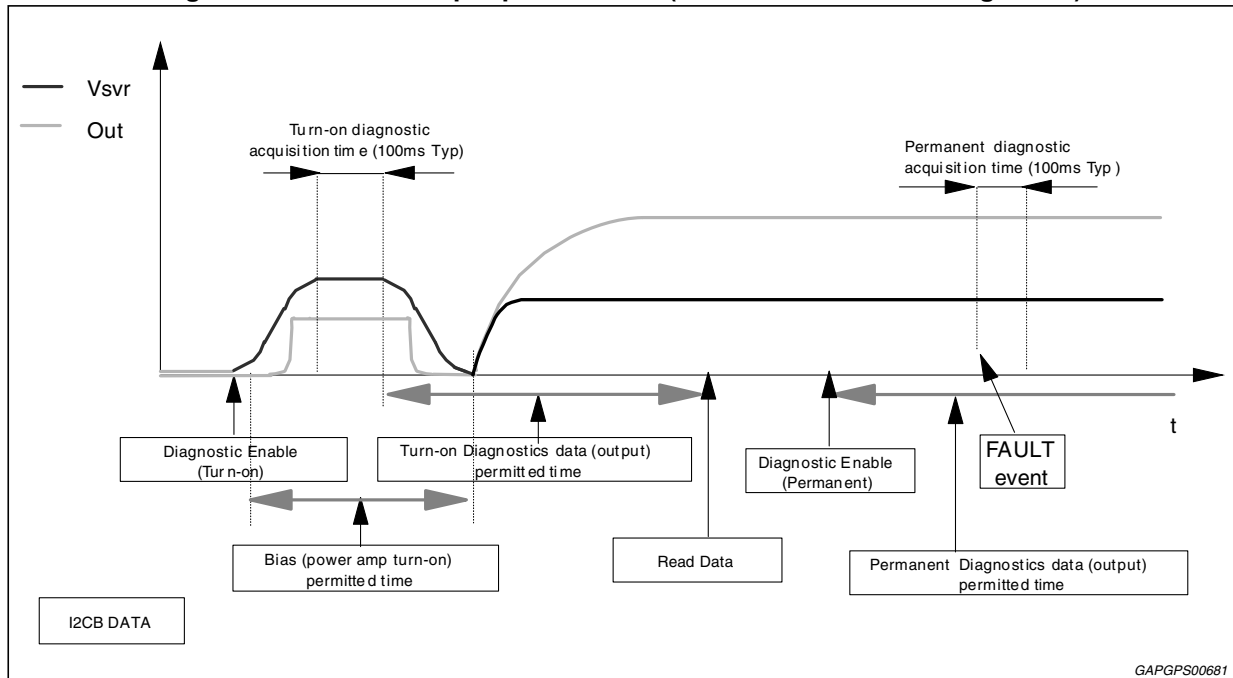 Vsvr
Out
Turn-on diagnostic
acquisition time (100ms Typ)
Permanent diagnostic
acquisition time (100ms Typ)
t
Diagnostic Enable
(Turn-on)
Turn-on Diagnostics data (output)
permitted time
Diagnostic Enable
(Permanent)
FAULT
event
Bias (power amp turn-on)
permitted time
Read Data
Permanent Diagnostics data (output)
permitted time
I2CB DATA
GAPGPS00681